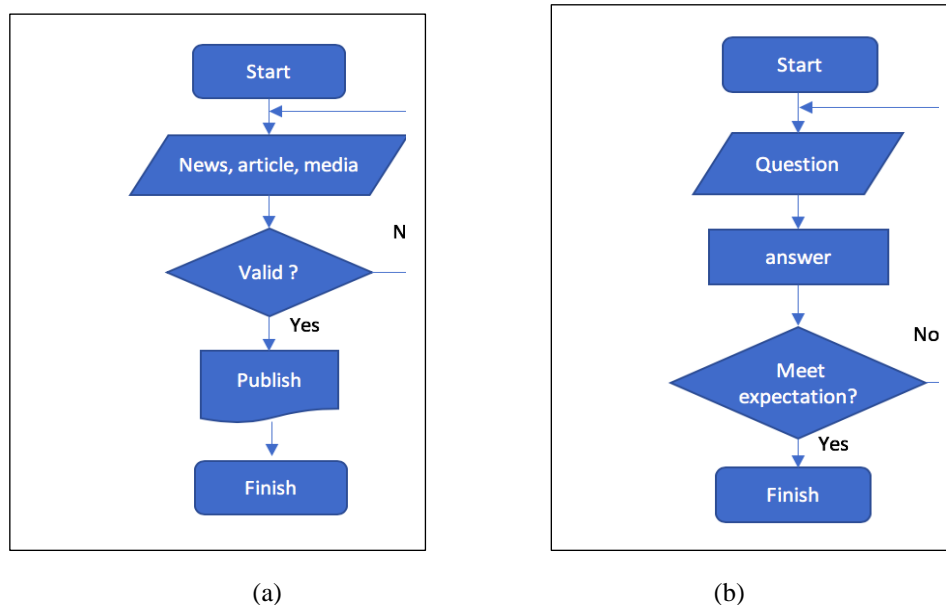 Start
News, article, media
N
Valid ?
Yes
Publish
Finish
(a)
Start
Question
answer
No
Meet
expectation?
Yes
Finish
(b)